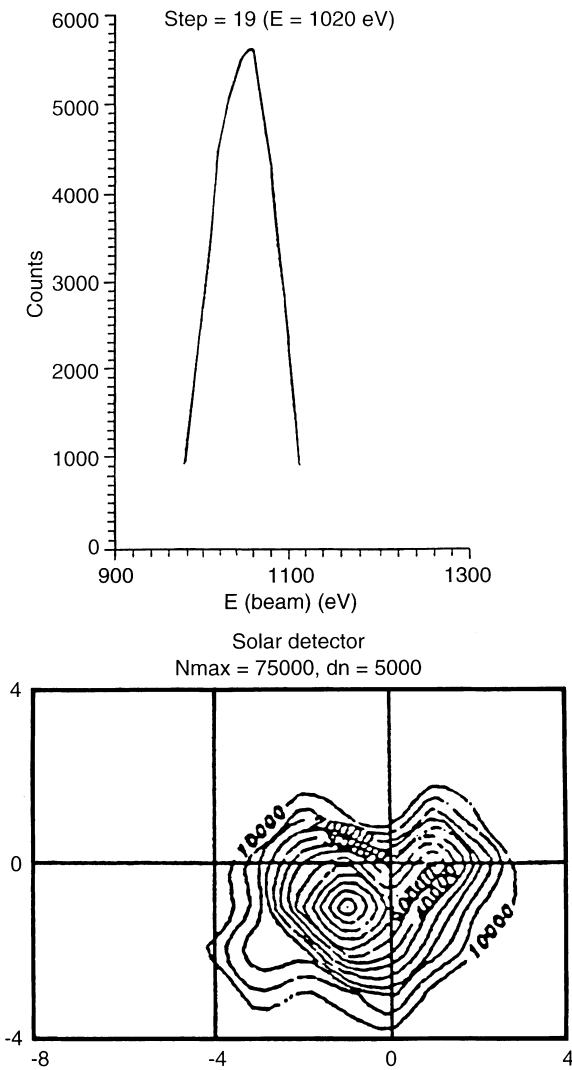 Step = 19 (E = 1020 eV)
6000
5000
4000
3000
2000
1000
0
Counts
900 1100 1300
E (beam) (eV)
Solar detector
Nmax = 75000, dn = 5000
4
0
-4
10000
10000
-8 -4 0 4